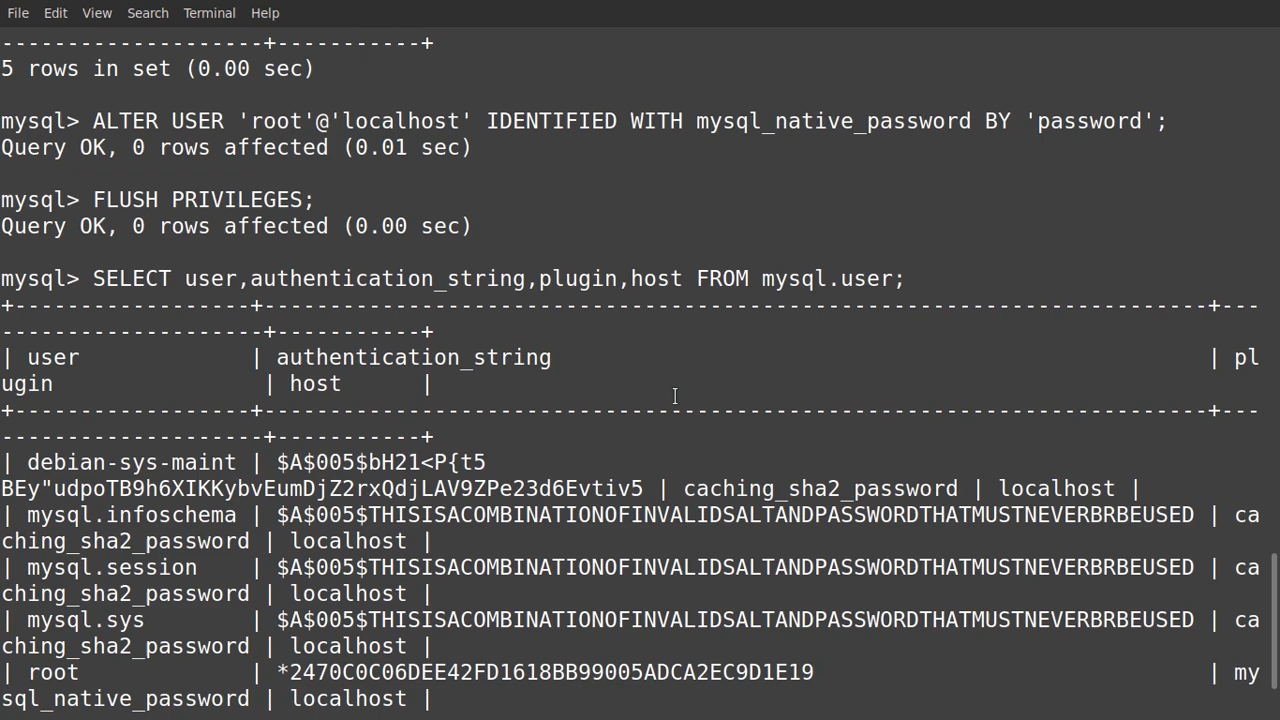 File Edit View Search Terminal Help
--------------------+-----------+
5 rows in set (0.00 sec)
mysql> ALTER USER 'root'@'localhost' IDENTIFIED WITH mysql_native_password BY 'password';
Query OK, 0 rows affected (0.01 sec)
mysql> FLUSH PRIVILEGES;
Query OK, 0 rows affected (0.00 sec)
mysql> SELECT user,authentication_string,plugin,host FROM mysql.user;
+------------------+------------------------------------------------------------------------+---
--------------------+-----------+
| user             | authentication_string                                                  | pl
ugin                | host      |
+------------------+------------------------------------------------------------------------+---
--------------------+-----------+
| debian-sys-maint | $A$005$bH21<P{t5
BEy"udpoTB9h6XIKKybvEumDjZ2rxQdjLAV9ZPe23d6Evtiv5 | caching_sha2_password | localhost |
| mysql.infoschema | $A$005$THISISACOMBINATIONOFINVALIDSALTANDPASSWORDTHATMUSTNEVERBRBEUSED | ca
ching_sha2_password | localhost |
| mysql.session    | $A$005$THISISACOMBINATIONOFINVALIDSALTANDPASSWORDTHATMUSTNEVERBRBEUSED | ca
ching_sha2_password | localhost |
| mysql.sys        | $A$005$THISISACOMBINATIONOFINVALIDSALTANDPASSWORDTHATMUSTNEVERBRBEUSED | ca
ching_sha2_password | localhost |
| root             | *2470C0C06DEE42FD1618BB99005ADCA2EC9D1E19                              | my
sql_native_password | localhost |